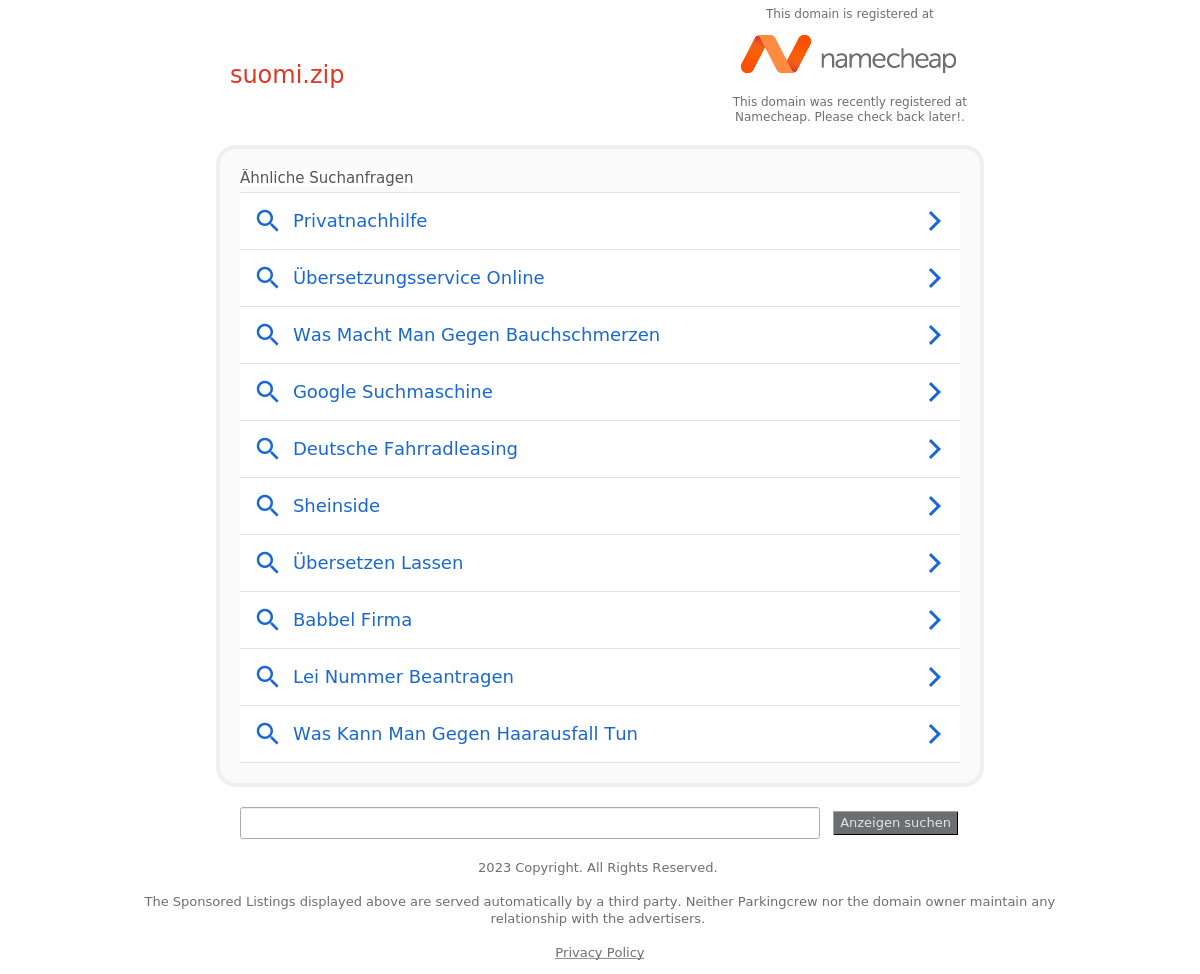 This domain is registered at
suomi.zip
namecheap
This domain was recently registered at
Namecheap. Please check back later!.
Ähnliche Suchanfragen
Privatnachhilfe
Übersetzungsservice Online
Was Macht Man Gegen Bauchschmerzen
Google Suchmaschine
Deutsche Fahrradleasing
Sheinside
Übersetzen Lassen
Babbel Firma
Lei Nummer Beantragen
Was Kann Man Gegen Haarausfall Tun
Anzeigen suchen
2023 Copyright. All Rights Reserved.
The Sponsored Listings displayed above are served automatically by a third party. Neither Parkingcrew nor the domain owner maintain any
relationship with the advertisers.
Privacy Policy